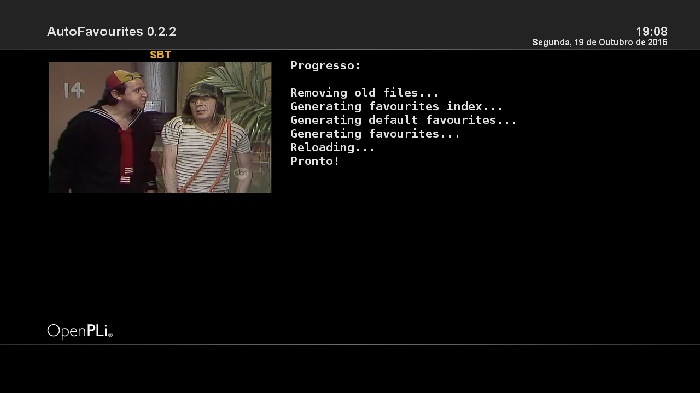 AutoFavourites 0.2.2
19:08
Segunda, 19 de Outubro de 2016
SBT
14
sbt
Progresso:
Removing old files...
Generating favourites index...
Generating default favourites...
Generating favourites...
Reloading...
Pronto!
OpenPLi®